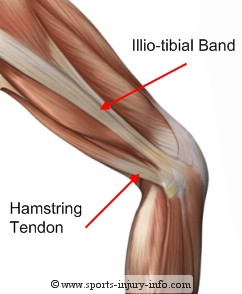 Illio-tibial Band
Hamstring
Tendon
© www.sports-injury-info.com